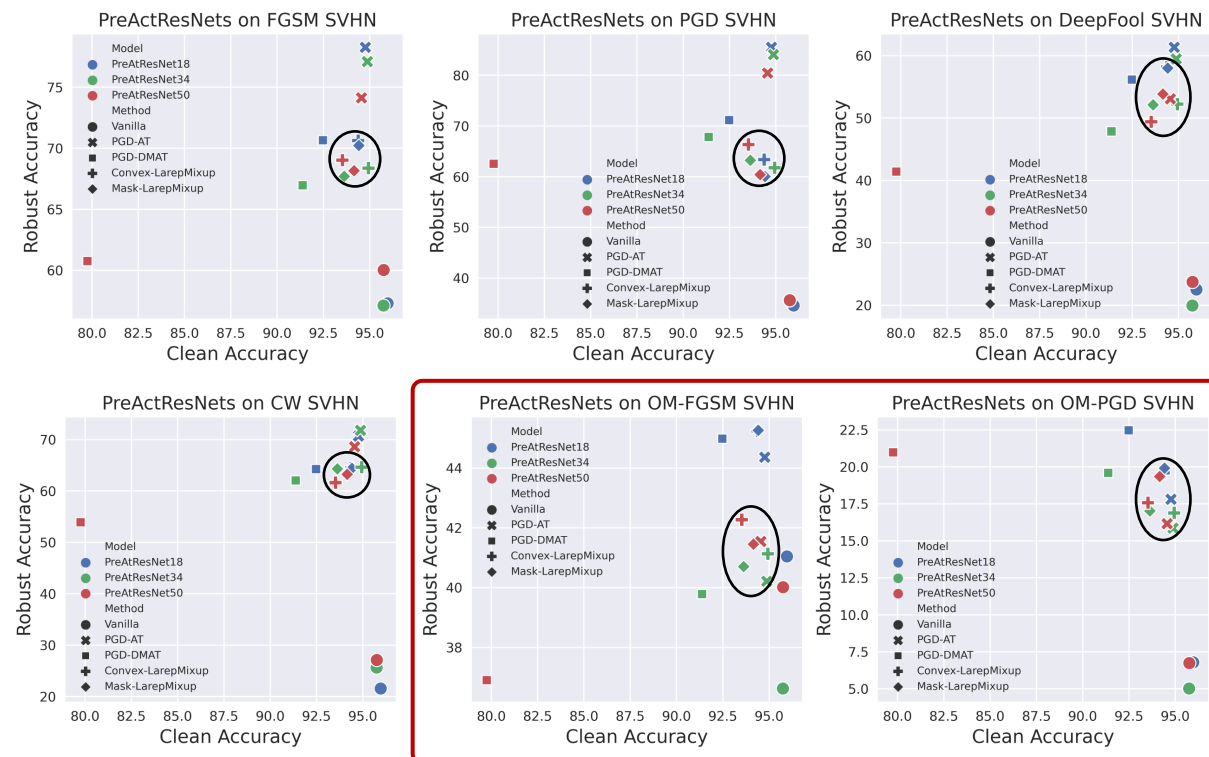 PreActResNets on FGSM SVHN
Robust Accuracy
75
70
65
60
Model
PreAtResNet18
PreAtResNet34
PreAtResNet50
Method
Vanilla
PGD-AT
PGD-DMAT
Convex-LarepMixup
Mask-LarepMixup
80.0 82.5 85.0 87.5 90.0 92.5 95.0
Clean Accuracy
PreActResNets on PGD SVHN
Robust Accuracy
80
70
60
50
40
Model
PreAtResNet18
PreAtResNet34
PreAtResNet50
Method
Vanilla
PGD-AT
PGD-DMAT
Convex-LarepMixup
Mask-LarepMixup
80.0 82.5 85.0 87.5 90.0 92.5 95.0
Clean Accuracy
PreActResNets on DeepFool SVHN
Robust Accuracy
60
50
40
30
20
Model
PreAtResNet18
PreAtResNet34
PreAtResNet50
Method
Vanilla
PGD-AT
PGD-DMAT
Convex-LarepMixup
Mask-LarepMixup
80.0 82.5 85.0 87.5 90.0 92.5 95.0
Clean Accuracy
PreActResNets on CW SVHN
Robust Accuracy
70
60
50
40
30
20
Model
PreAtResNet18
PreAtResNet34
PreAtResNet50
Method
Vanilla
PGD-AT
PGD-DMAT
Convex-LarepMixup
Mask-LarepMixup
80.0 82.5 85.0 87.5 90.0 92.5 95.0
Clean Accuracy
PreActResNets on OM-FGSM SVHN
Robust Accuracy
44
42
40
38
Model
PreAtResNet18
PreAtResNet34
PreAtResNet50
Method
Vanilla
PGD-AT
PGD-DMAT
Convex-LarepMixup
Mask-LarepMixup
80.0 82.5 85.0 87.5 90.0 92.5 95.0
Clean Accuracy
PreActResNets on OM-PGD SVHN
Robust Accuracy
22.5
20.0
17.5
15.0
12.5
10.0
7.5
5.0
Model
PreAtResNet18
PreAtResNet34
PreAtResNet50
Method
Vanilla
PGD-AT
PGD-DMAT
Convex-LarepMixup
Mask-LarepMixup
80.0 82.5 85.0 87.5 90.0 92.5 95.0
Clean Accuracy